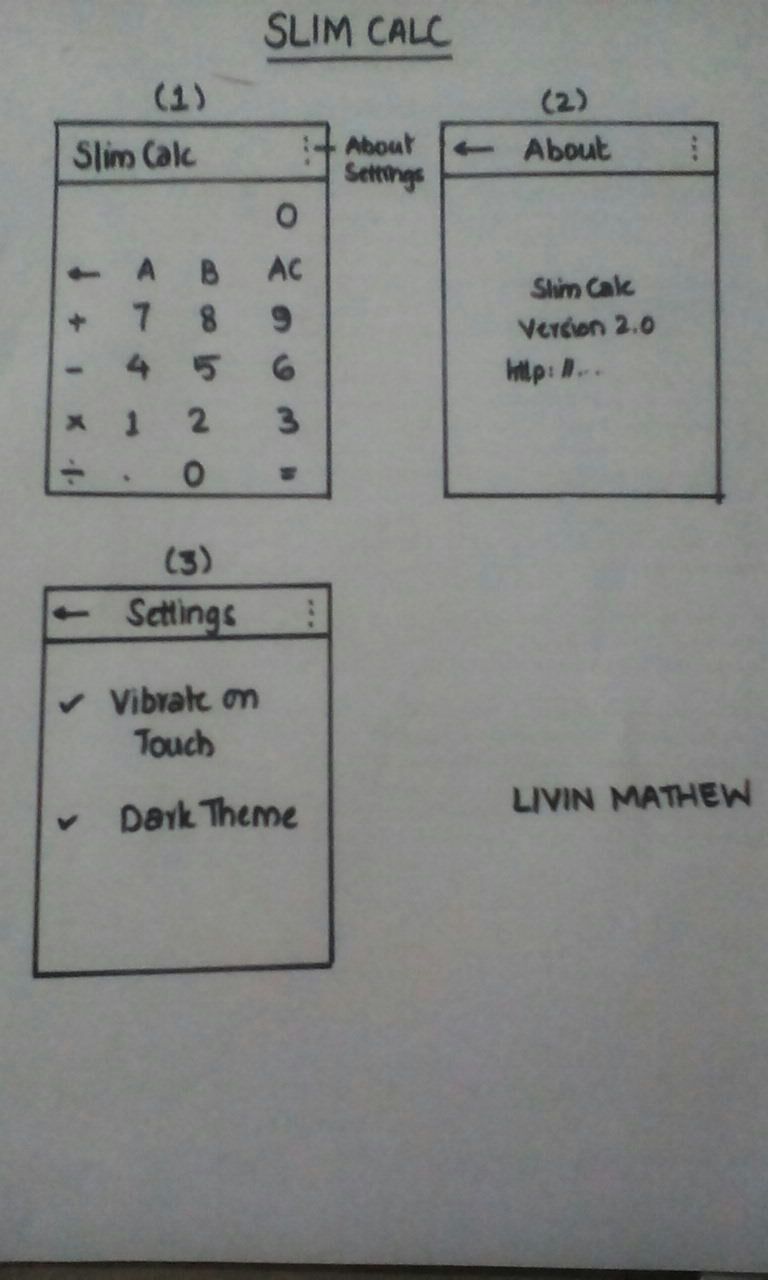 SLIM CALC
(1)
Slim Calc ⋮ About
Settings
0
← A B AC
+ 7 8 9
- 4 5 6
× 1 2 3
÷ . 0 =
(2)
← About ⋮
Slim Calc
Version 2.0
http://...
(3)
← Settings ⋮
✓ Vibrate on
Touch
✓ Dark Theme
LIVIN MATHEW